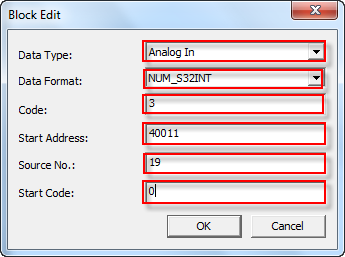 Block Edit
Data Type: Analog In
Data Format: NUM_S32INT
Code: 3
Start Address: 40011
Source No.: 19
Start Code: 0
OK Cancel